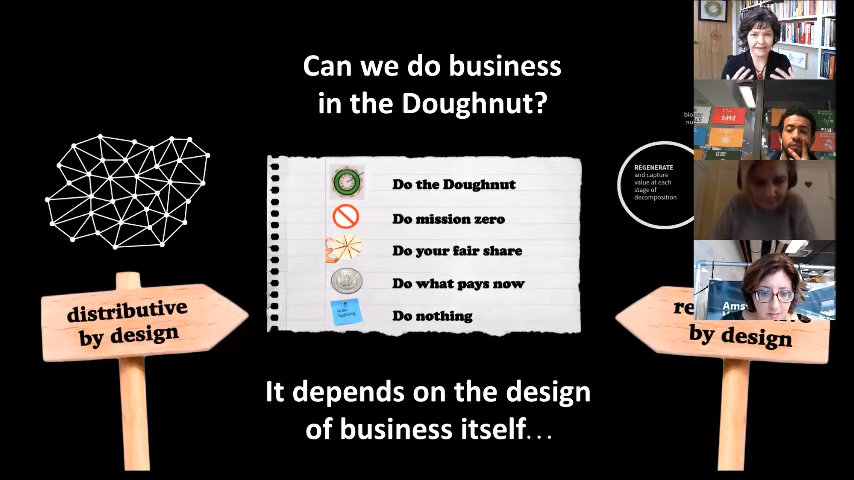 Can we do business
in the Doughnut?
REGENERATE
and capture
value at each
stage of
decomposition
Do the Doughnut
Do mission zero
Do your fair share
Do what pays now
Do nothing
distributive
by design
by design
It depends on the design
of business itself...